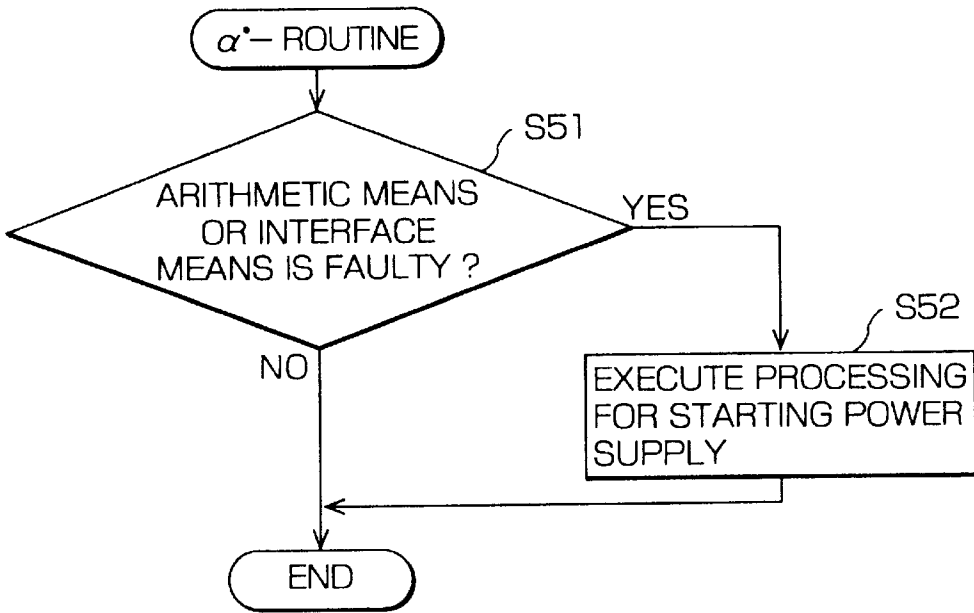 α•– ROUTINE
S51
ARITHMETIC MEANS
OR INTERFACE
MEANS IS FAULTY ?
YES
S52
NO
EXECUTE PROCESSING
FOR STARTING POWER
SUPPLY
END